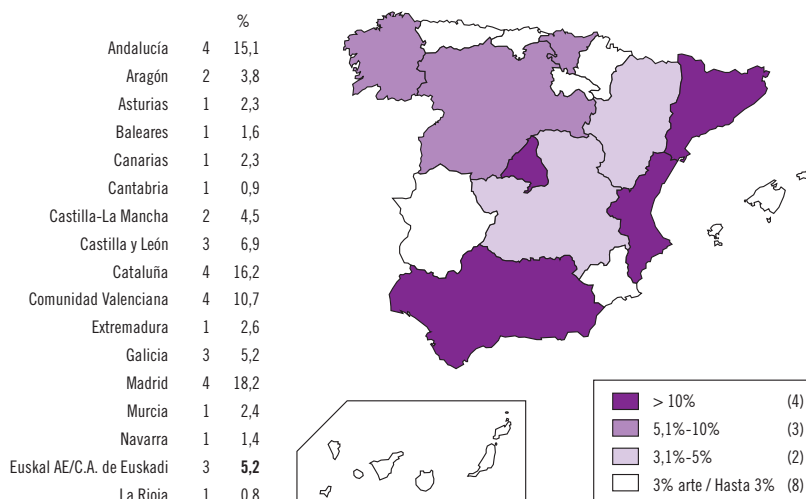 %
Andalucía 4 15,1
Aragón 2 3,8
Asturias 1 2,3
Baleares 1 1,6
Canarias 1 2,3
Cantabria 1 0,9
Castilla-La Mancha 2 4,5
Castilla y León 3 6,9
Cataluña 4 16,2
Comunidad Valenciana 4 10,7
Extremadura 1 2,6
Galicia 3 5,2
Madrid 4 18,2
Murcia 1 2,4
Navarra 1 1,4
Euskal AE/C.A. de Euskadi 3 5,2
La Rioja 1 0,8
> 10% (4)
5,1%-10% (3)
3,1%-5% (2)
3% arte / Hasta 3% (8)